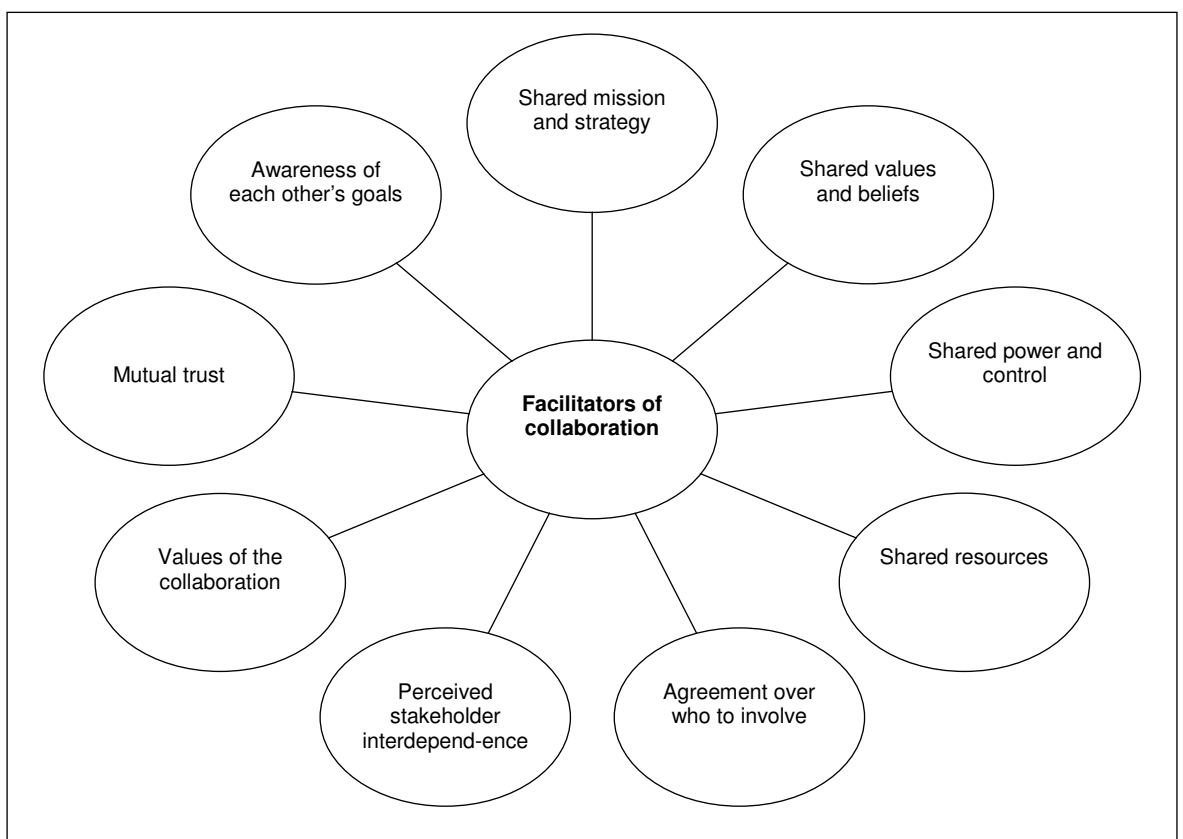 Shared mission
and strategy
Awareness of
each other’s goals
Shared values
and beliefs
Shared power and
control
Mutual trust
Facilitators of
collaboration
Values of the
collaboration
Shared resources
Perceived
stakeholder
interdepend-ence
Agreement over
who to involve